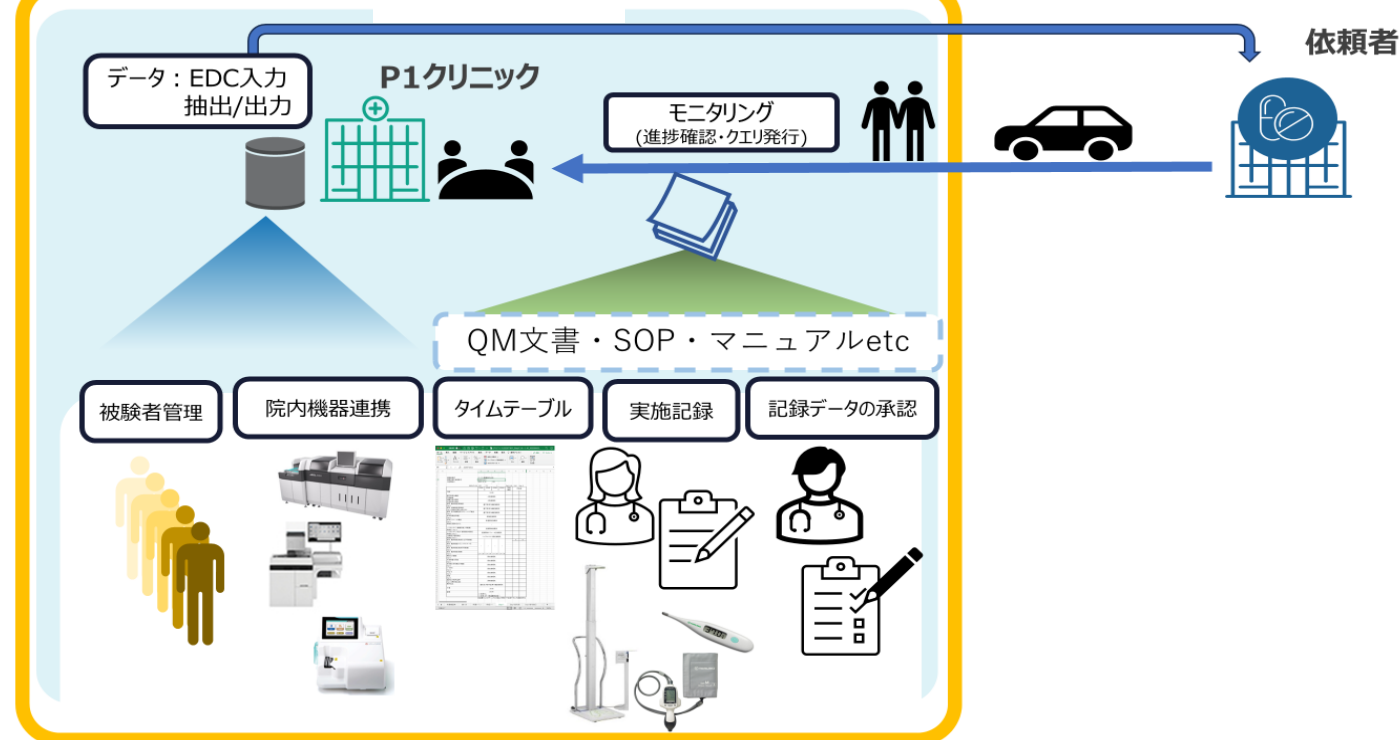 依頼者
データ：EDC入力
抽出/出力
P1クリニック
モニタリング
(進捗確認・クエリ発行)
QM文書・SOP・マニュアルetc
被験者管理
院内機器連携
タイムテーブル
実施記録
記録データの承認